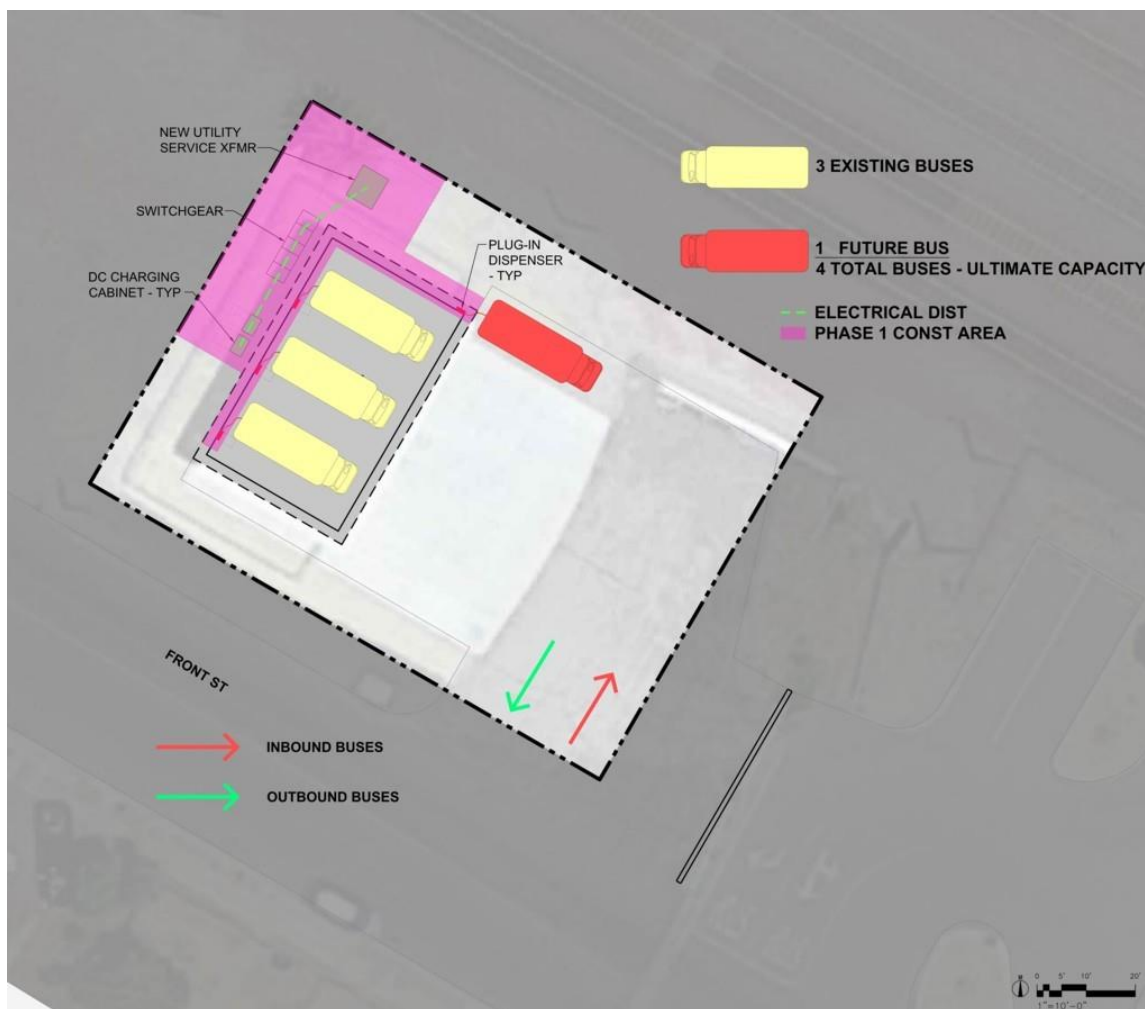 NEW UTILITY
SERVICE XFMR
SWITCHGEAR
DC CHARGING
CABINET - TYP
PLUG-IN
DISPENSER
- TYP
3 EXISTING BUSES
1 FUTURE BUS
4 TOTAL BUSES - ULTIMATE CAPACITY
ELECTRICAL DIST
PHASE 1 CONST AREA
FRONT ST
INBOUND BUSES
OUTBOUND BUSES
0 5' 10' 20'
1"=10'-0"